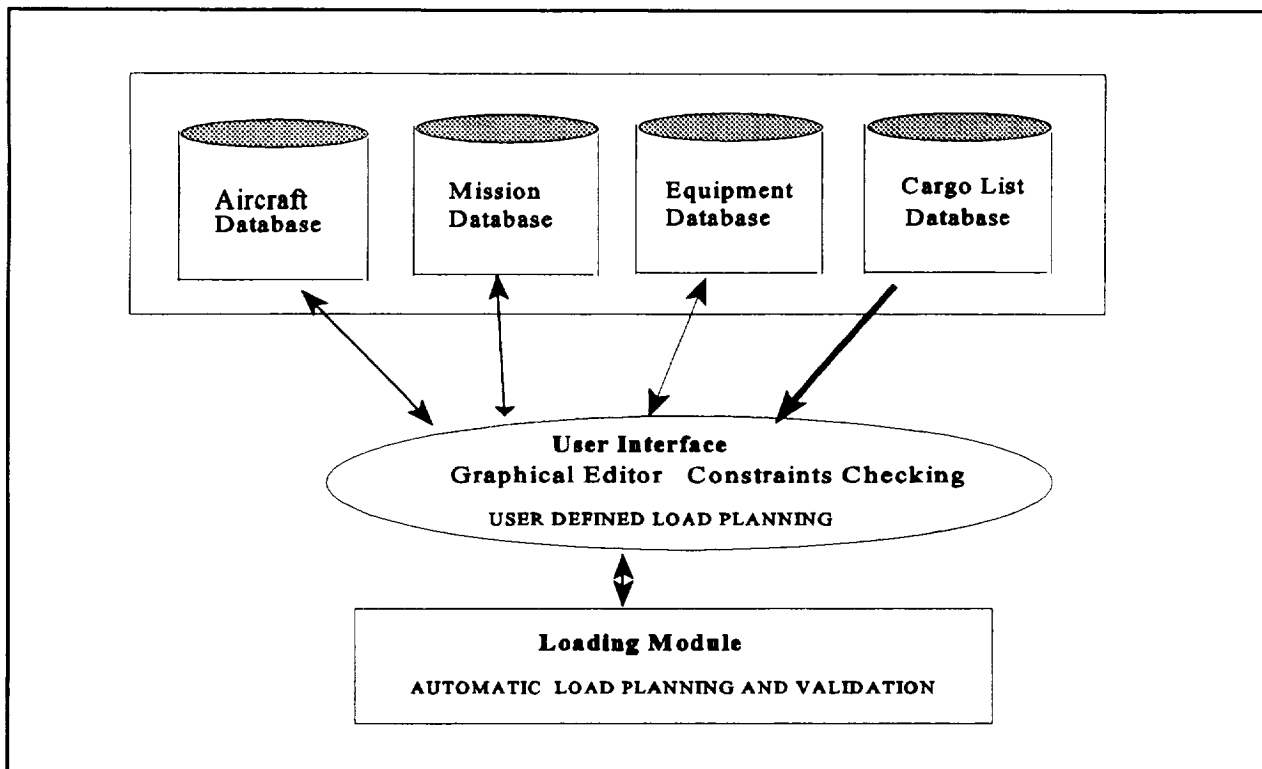 Aircraft
Database
Mission
Database
Equipment
Database
Cargo List
Database
User Interface
Graphical Editor Constraints Checking
USER DEFINED LOAD PLANNING
Loading Module
AUTOMATIC LOAD PLANNING AND VALIDATION